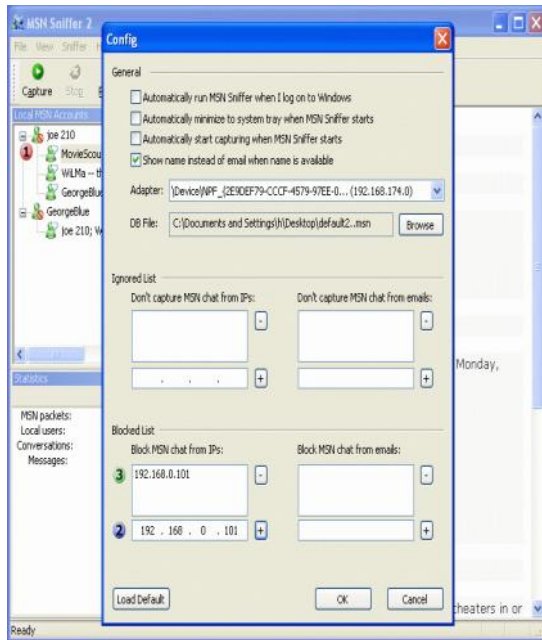 MSN Sniffer 2
File View Sniffer
Capture Stop
Local MSN Accounts
joe 210
1 MovieScou
WiLMa -- th
GeorgeBlue
GeorgeBlue
joe 210; W
Statistics
MSN packets:
Local users:
Conversations:
Messages:
Ready
Monday,
theaters in or
Config
General
Automatically run MSN Sniffer when I log on to Windows
Automatically minimize to system tray when MSN Sniffer starts
Automatically start capturing when MSN Sniffer starts
Show name instead of email when name is available
Adapter: \Device\NPF_{2E9DEF79-CCCF-4579-97EE-0... (192.168.174.0)
DB File: C:\Documents and Settings\h\Desktop\default2..msn Browse
Ignored List
Don't capture MSN chat from IPs: Don't capture MSN chat from emails:
-
-
. . . +
+
Blocked List
Block MSN chat from IPs: Block MSN chat from emails:
3 192.168.0.101 - -
2 192 . 168 . 0 . 101 + +
Load Default OK Cancel